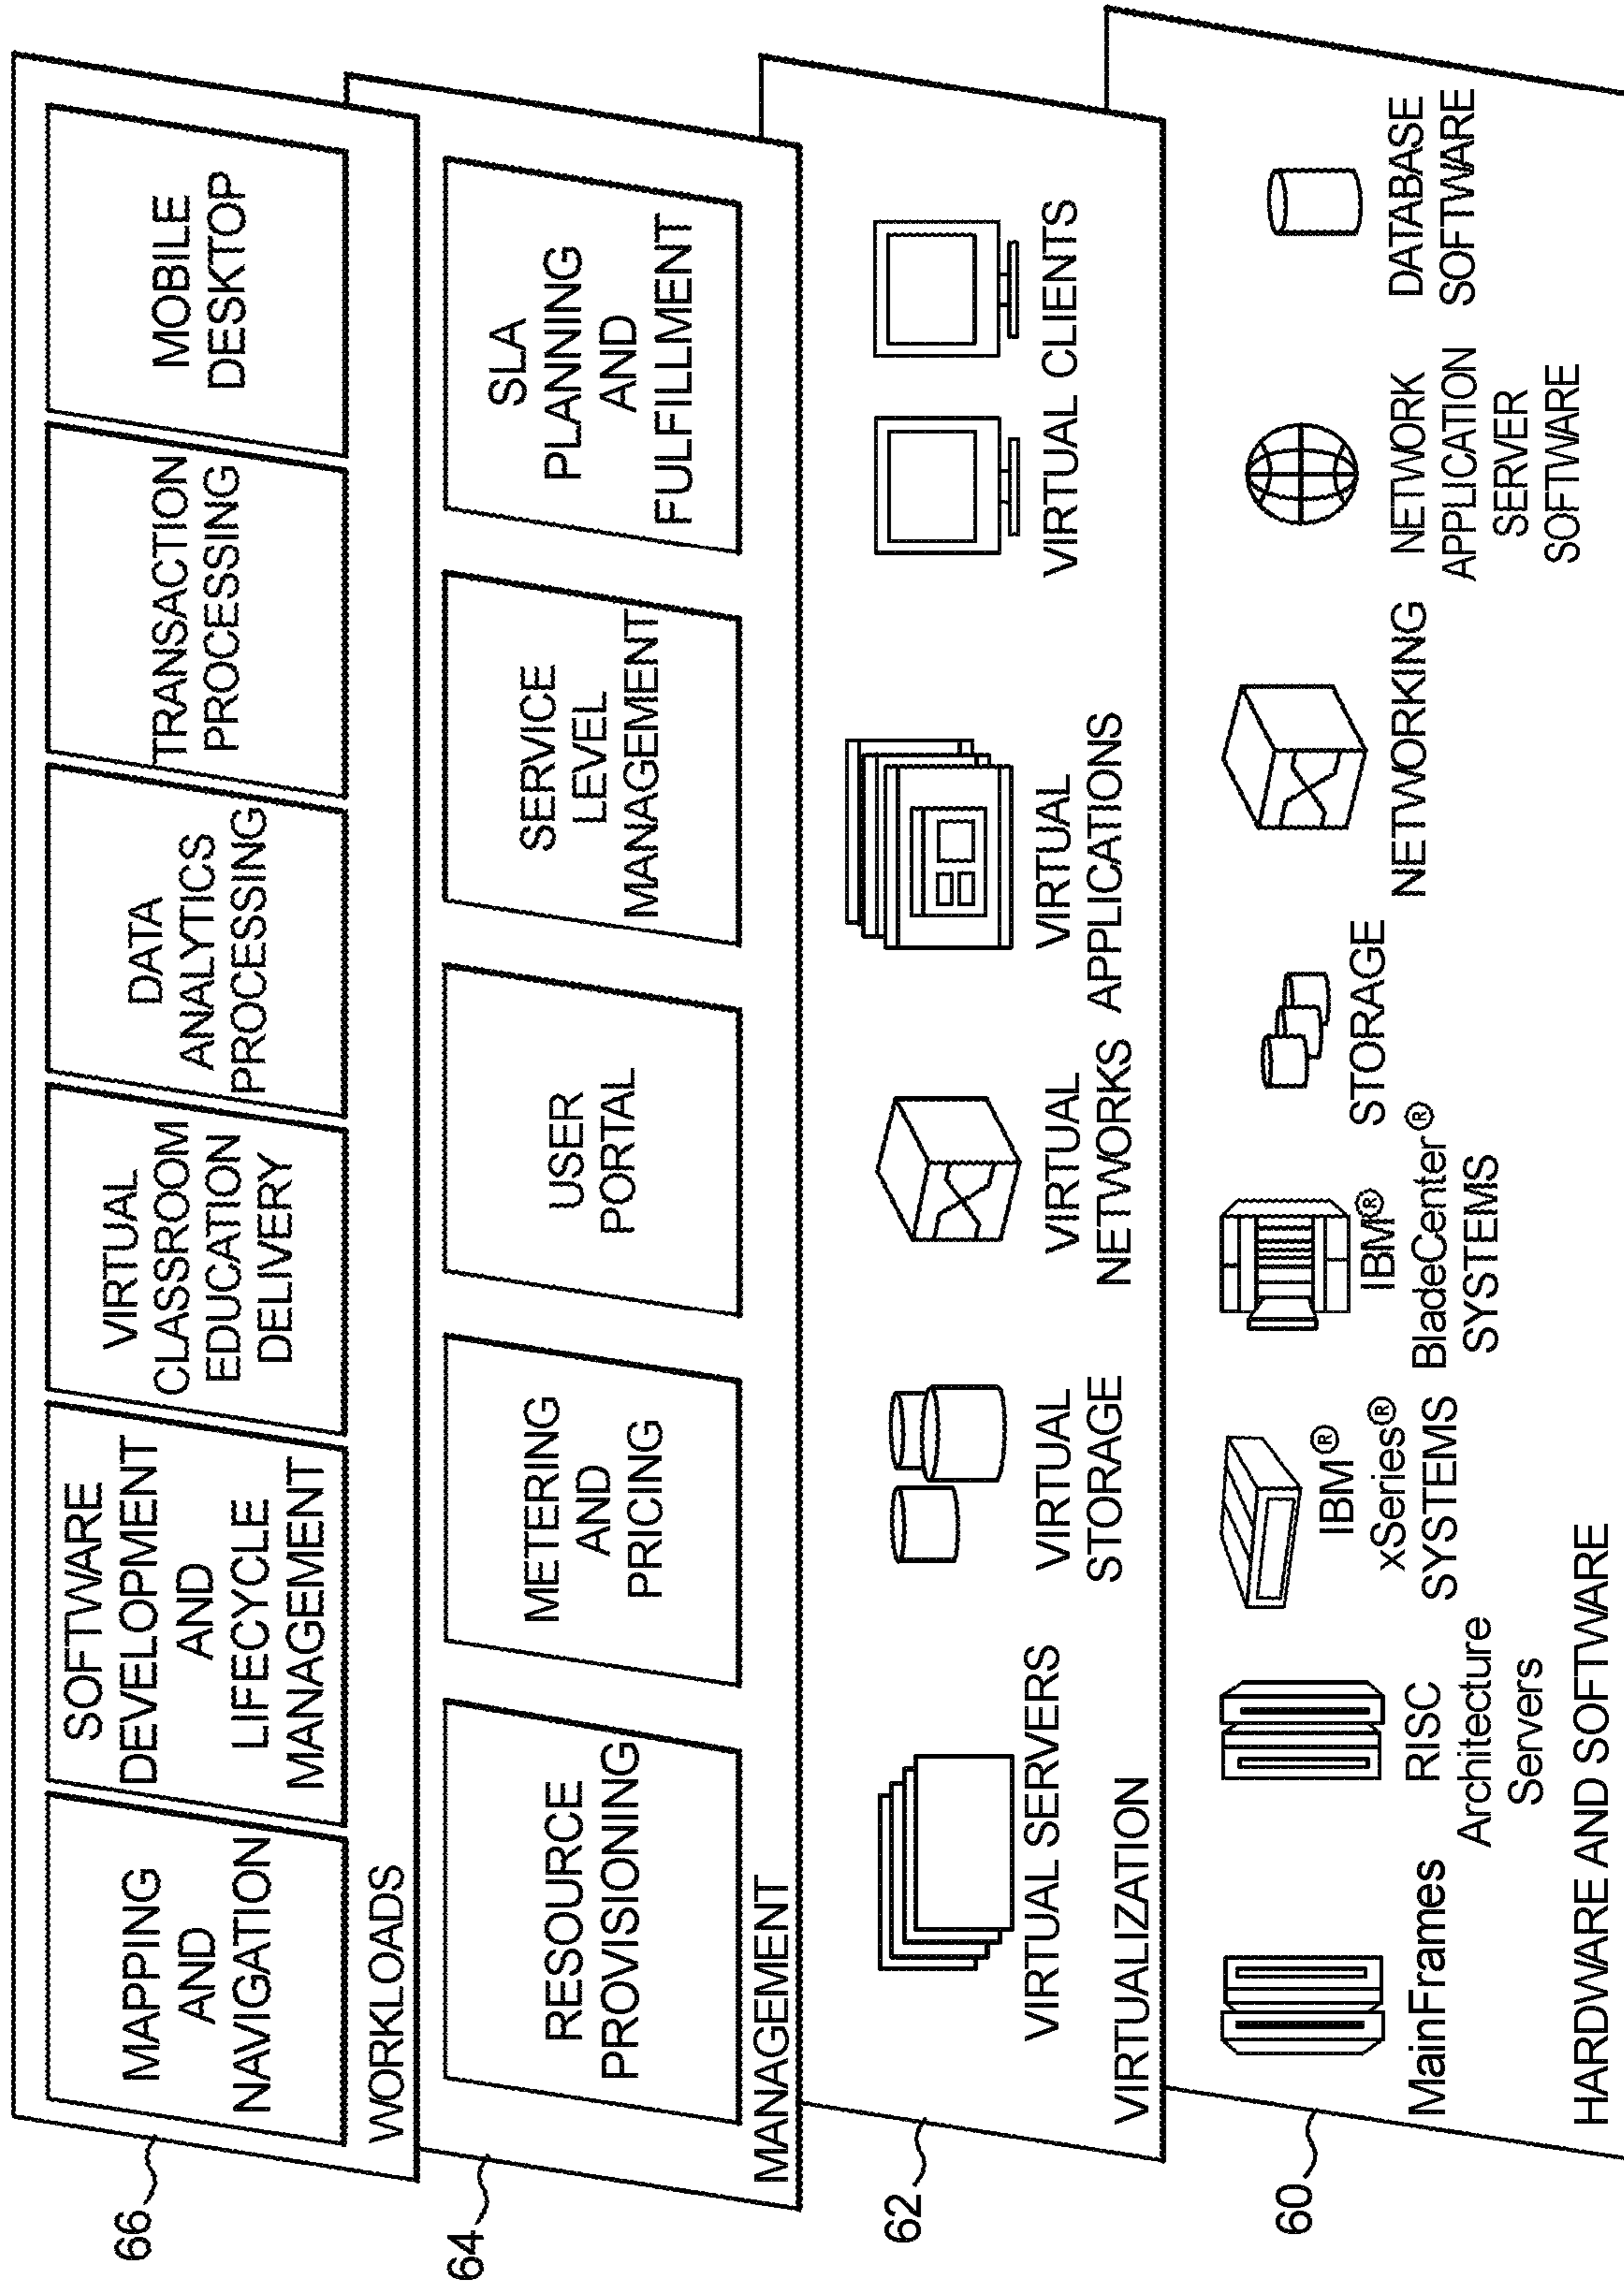 66
MAPPING
AND
NAVIGATION
SOFTWARE
DEVELOPMENT
AND
LIFECYCLE
MANAGEMENT
VIRTUAL
CLASSROOM
EDUCATION
DELIVERY
DATA
ANALYTICS
PROCESSING
TRANSACTION
PROCESSING
MOBILE
DESKTOP
WORKLOADS
64
RESOURCE
PROVISIONING
METERING
AND
PRICING
USER
PORTAL
SERVICE
LEVEL
MANAGEMENT
SLA
PLANNING
AND
FULFILLMENT
MANAGEMENT
62
VIRTUAL SERVERS
VIRTUAL
STORAGE
VIRTUAL
NETWORKS
VIRTUAL
APPLICATIONS
VIRTUAL CLIENTS
VIRTUALIZATION
60
MainFrames
RISC
Architecture
Servers
IBM®
xSeries®
SYSTEMS
IBM®
BladeCenter®
SYSTEMS
STORAGE
NETWORKING
NETWORK
APPLICATION
SERVER
SOFTWARE
DATABASE
SOFTWARE
HARDWARE AND SOFTWARE